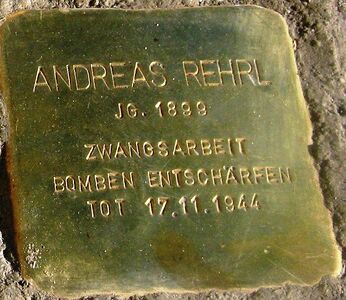 ANDREAS REHRL
JG. 1899
ZWANGSARBEIT
BOMBEN ENTSCHÄRFEN
TOT 17.11.1944